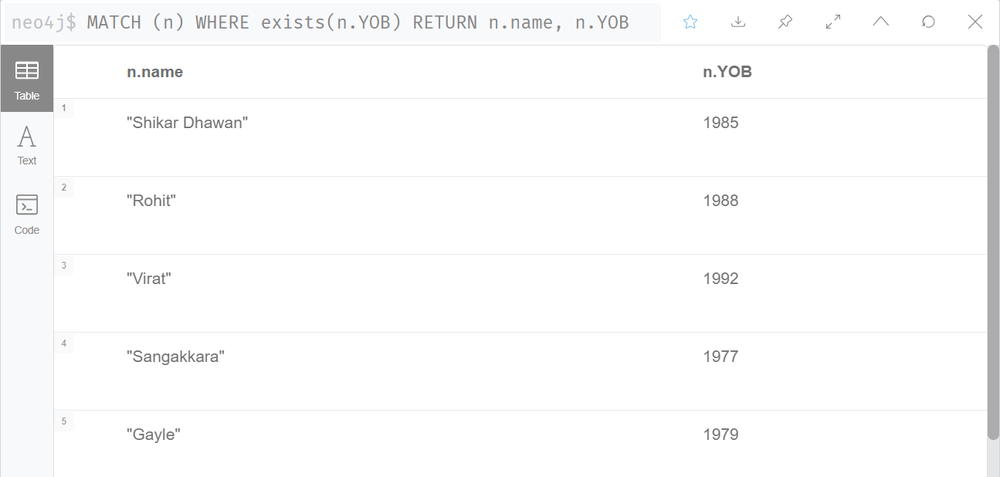 neo4j$ MATCH (n) WHERE exists(n.YOB) RETURN n.name, n.YOB
Table
Text
Code
n.name n.YOB
1 "Shikar Dhawan" 1985
2 "Rohit" 1988
3 "Virat" 1992
4 "Sangakkara" 1977
5 "Gayle" 1979